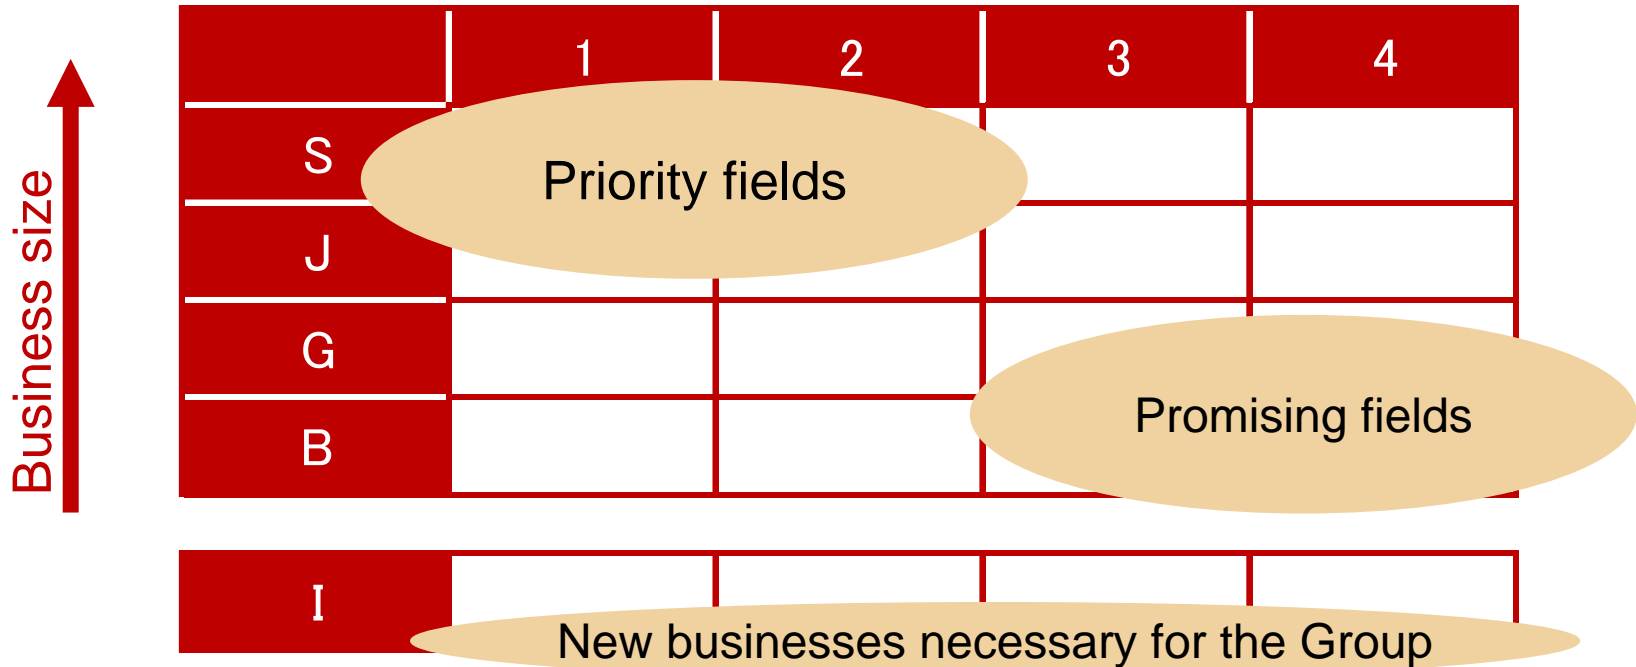 Business size
1 2 3 4
S
Priority fields
J
G
Promising fields
B
I
New businesses necessary for the Group